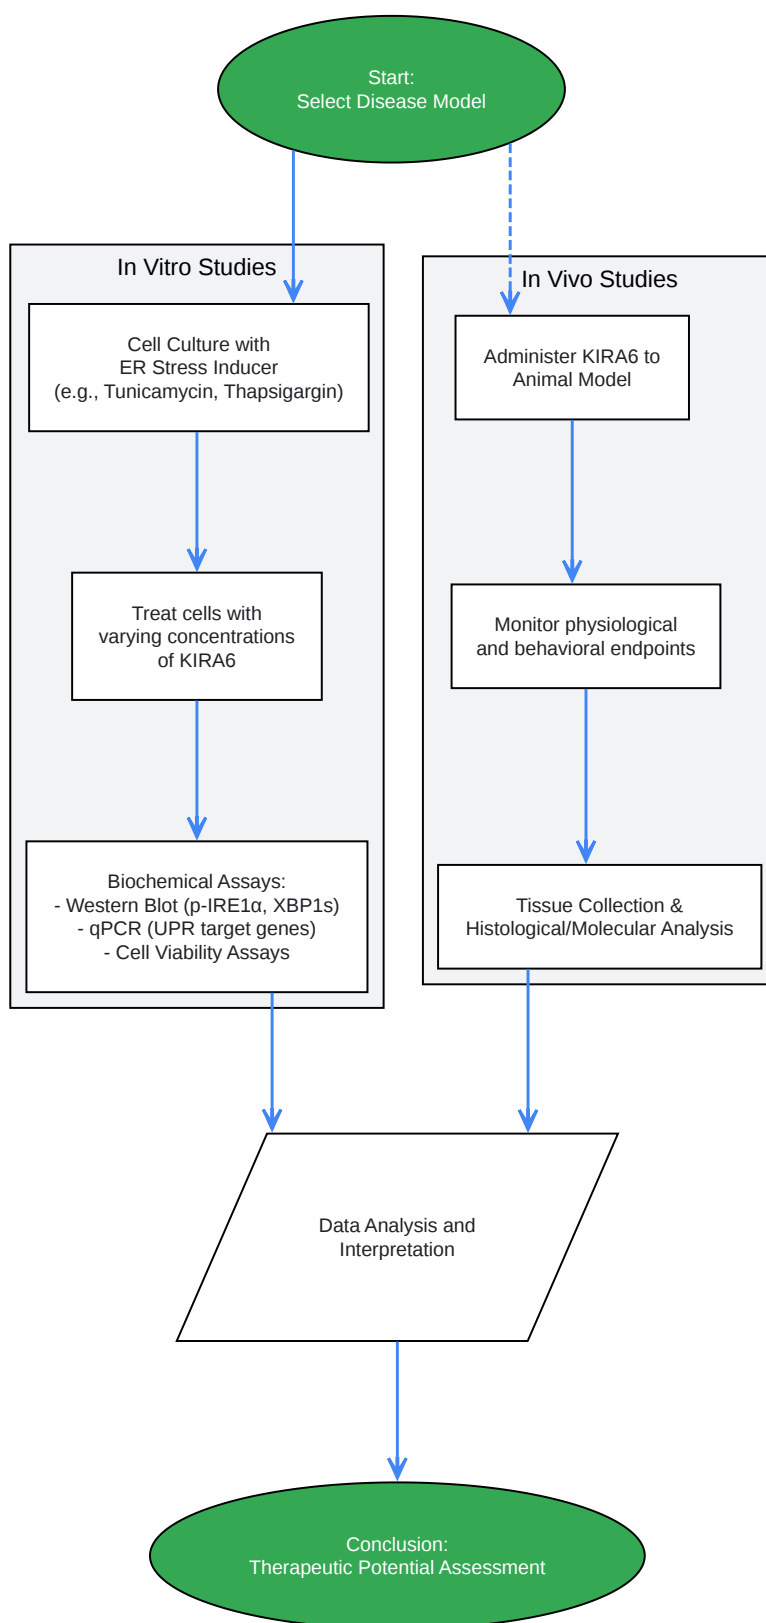 Start:
Select Disease Model
In Vitro Studies
Cell Culture with
ER Stress Inducer
(e.g., Tunicamycin, Thapsigargin)
Treat cells with
varying concentrations
of KIRA6
Biochemical Assays:
- Western Blot (p-IRE1α, XBP1s)
- qPCR (UPR target genes)
- Cell Viability Assays
In Vivo Studies
Administer KIRA6 to
Animal Model
Monitor physiological
and behavioral endpoints
Tissue Collection &
Histological/Molecular Analysis
Data Analysis and
Interpretation
Conclusion:
Therapeutic Potential Assessment